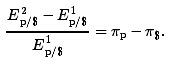 \frac{E^2_{p/\$} - E^1_{p/\$}}{E^1_{p/\$}} = \pi_p - \pi_\$.